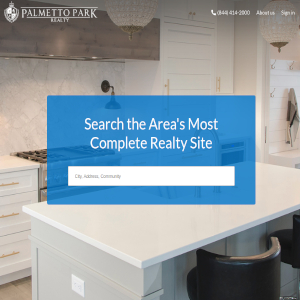 PALMETTO PARK
REALTY
(844) 414-2000
About us
Sign in
Search the Area's Most
Complete Realty Site
City, Address, Community